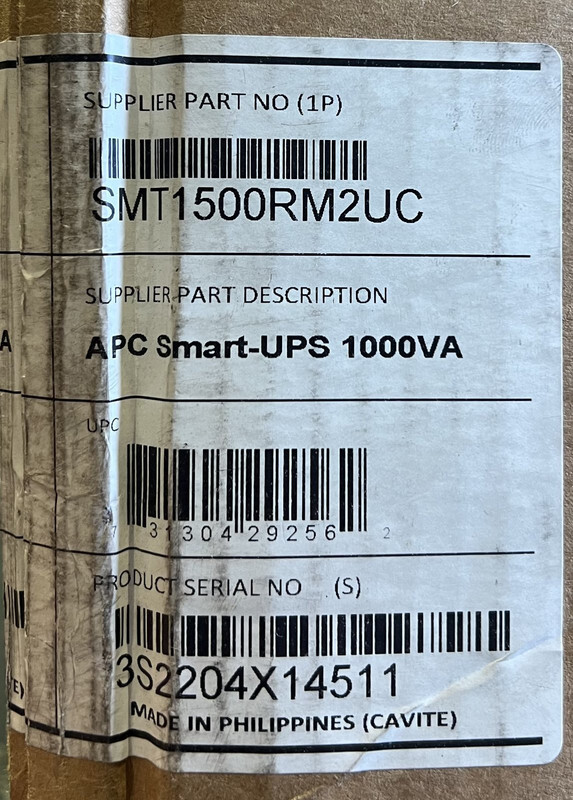 SUPPLIER PART NO (1P)
SMT1500RM2UC
SUPPLIER PART DESCRIPTION
A
APC Smart-UPS 1000VA
UPC
7 31304 29256 2
PRODUCT SERIAL NO (S)
3S2204X14511
MADE IN PHILIPPINES (CAVITE)